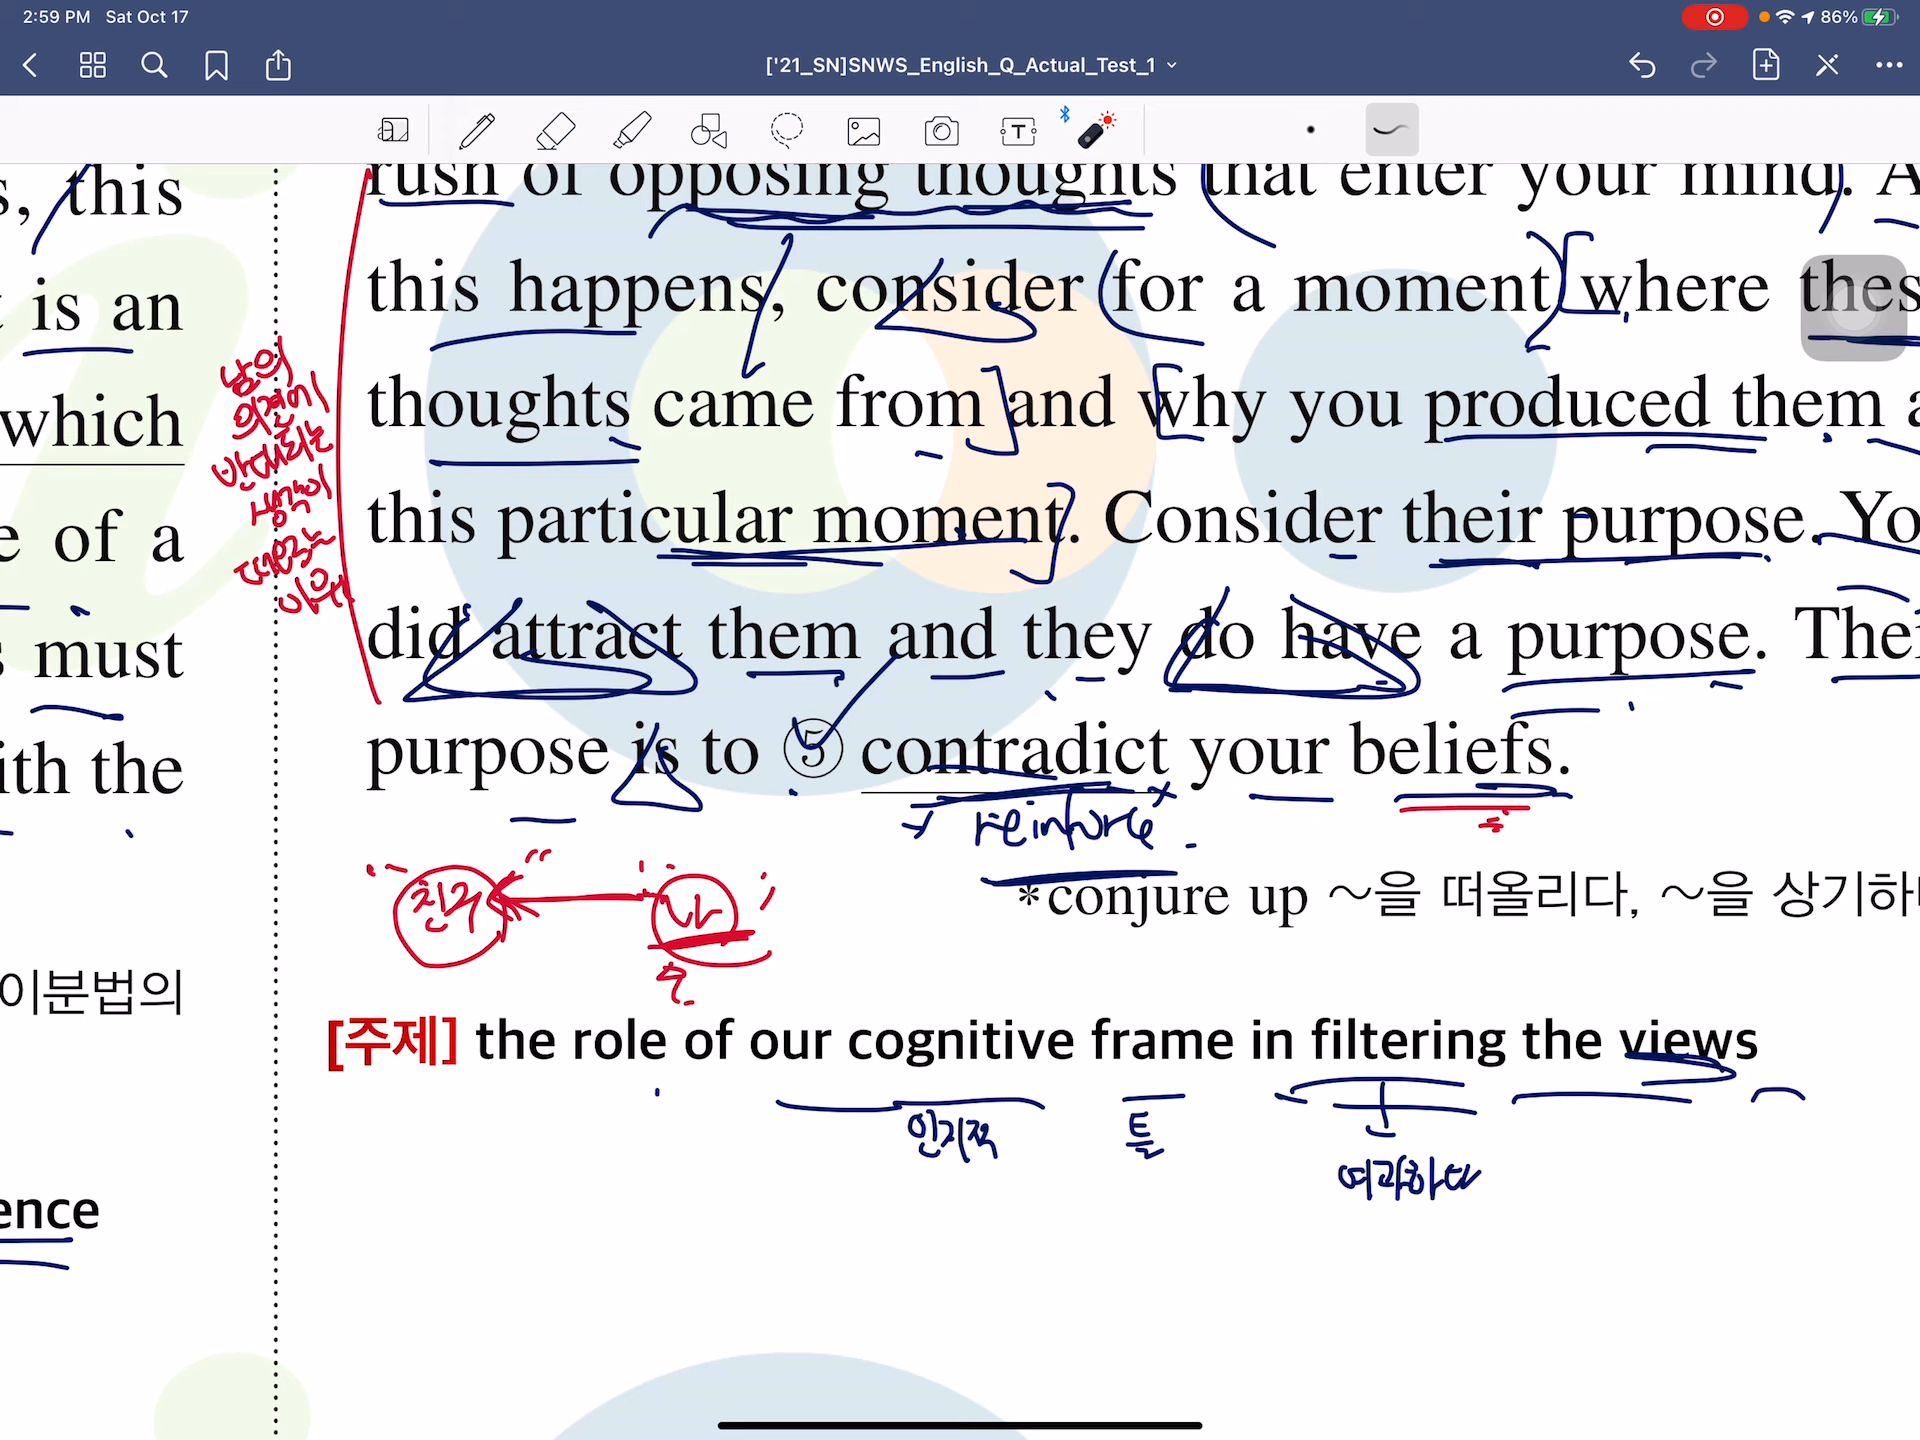 2:59 PM Sat Oct 17
86%
['21_SN]SNWS_English_Q_Actual_Test_1
s, this
is an
which
e of a
s must
ith the
이분법의
ence
rush of opposing thoughts that enter your mind. A
this happens, consider for a moment where thes
thoughts came from and why you produced them a
this particular moment. Consider their purpose. Yo
did attract them and they do have a purpose. Thei
purpose is to ⑤ contradict your beliefs.
reinforce
남의
의견이
반대되는
생각이
떠오르는
이유
친구
나
*conjure up ~을 떠올리다, ~을 상기하
[주제] the role of our cognitive frame in filtering the views
인지적
틀
여과하다